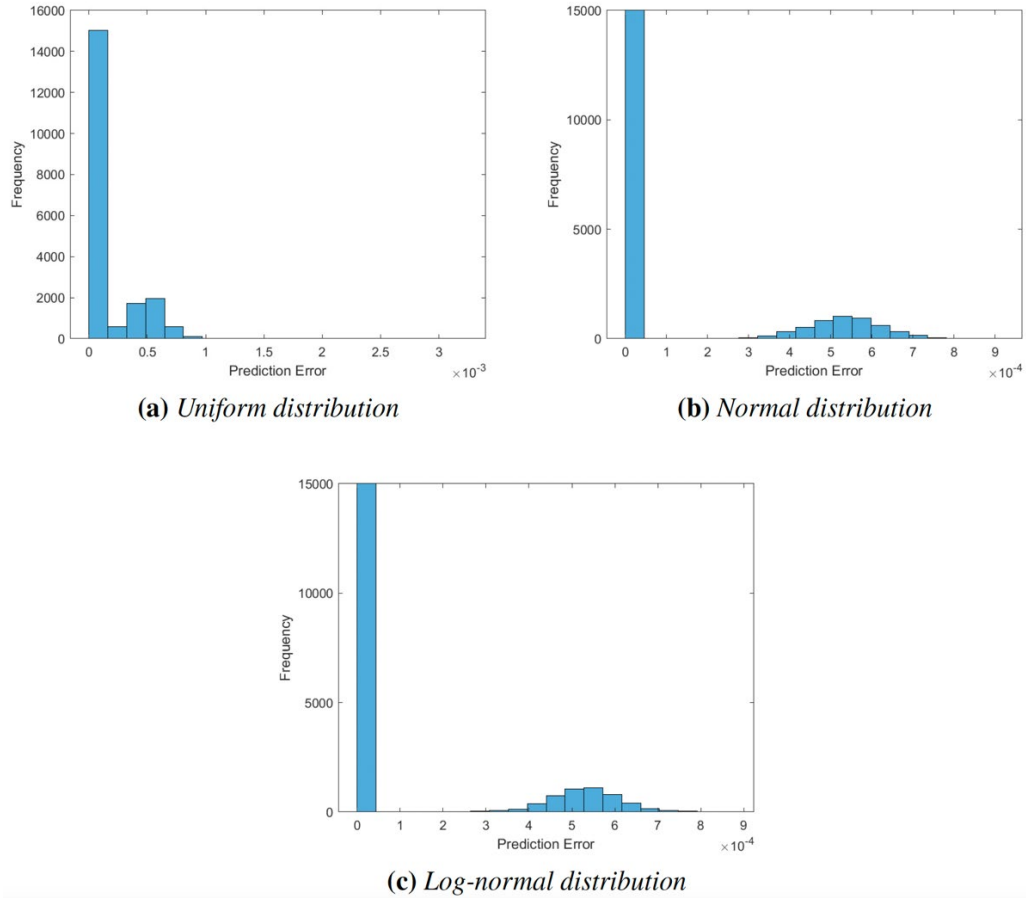 16000
14000
12000
10000
8000
6000
4000
2000
0
Frequency
0 0.5 1 1.5 2 2.5 3
Prediction Error
×10-3
(a) Uniform distribution
15000
10000
5000
0
Frequency
0 1 2 3 4 5 6 7 8 9
Prediction Error
×10-4
(b) Normal distribution
15000
10000
5000
0
Frequency
0 1 2 3 4 5 6 7 8 9
Prediction Error
×10-4
(c) Log-normal distribution